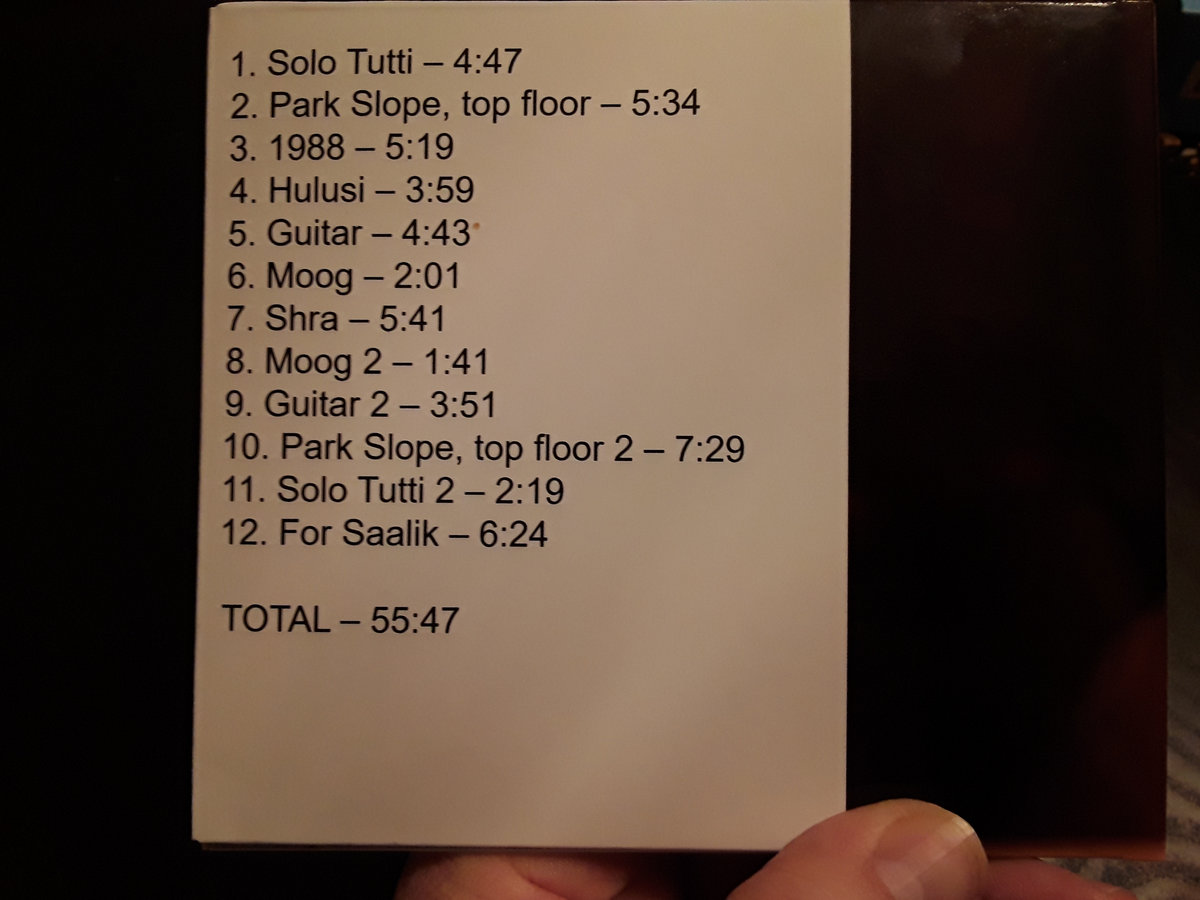 1. Solo Tutti – 4:47
2. Park Slope, top floor – 5:34
3. 1988 – 5:19
4. Hulusi – 3:59
5. Guitar – 4:43
6. Moog – 2:01
7. Shra – 5:41
8. Moog 2 – 1:41
9. Guitar 2 – 3:51
10. Park Slope, top floor 2 – 7:29
11. Solo Tutti 2 – 2:19
12. For Saalik – 6:24
TOTAL – 55:47